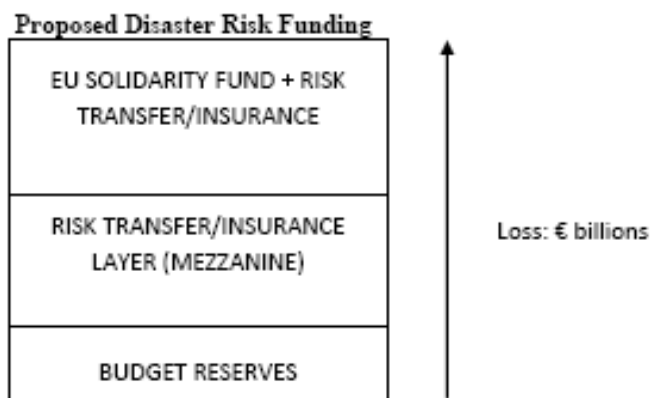 Proposed Disaster Risk Funding
EU SOLIDARITY FUND + RISK
TRANSFER/INSURANCE
RISK TRANSFER/INSURANCE
LAYER (MEZZANINE)
Loss: € billions
BUDGET RESERVES